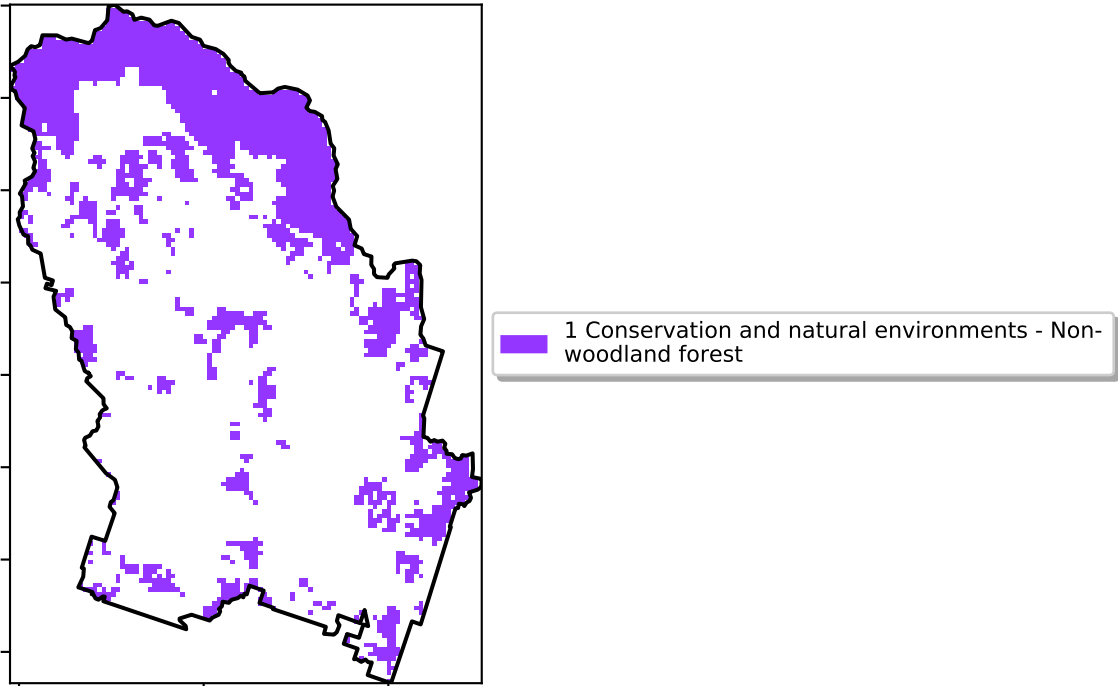 1 Conservation and natural environments - Non-
woodland forest